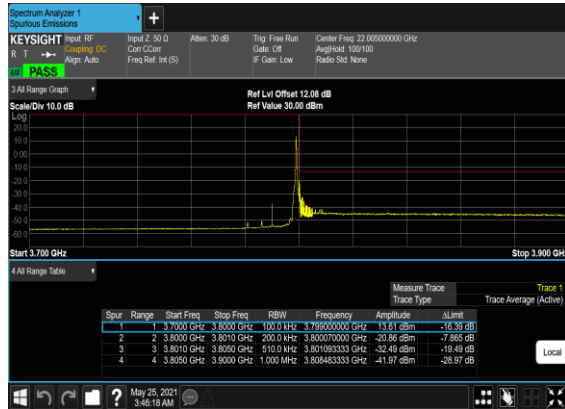 Spectrum Analyzer 1
Spurious Emissions
KEYSIGHT Input: RF Input Z: 50 Ω Atten: 30 dB Trig: Free Run Center Freq: 22.005000000 GHz
R T Coupling: DC Corr CCorr Gate: Off Avg|Hold: 100/100
Align: Auto Freq Ref: Int (S) IF Gain: Low Radio Std: None
PASS
3 All Range Graph
Ref Lvl Offset 12.08 dB
Scale/Div 10.0 dB Ref Value 30.00 dBm
Log
20.0
10.0
0.00
-10.0
-20.0
-30.0
-40.0
-50.0
-60.0
Start 3.700 GHz Stop 3.900 GH
4 All Range Table
Measure Trace Trace 1
Trace Type Trace Average (Active)
Spur Range Start Freq Stop Freq RBW Frequency Amplitude ΔLimit
1 1 3.7000 GHz 3.8000 GHz 100.0 kHz 3.799000000 GHz 13.61 dBm -16.39 dB
2 2 3.8000 GHz 3.8010 GHz 200.0 kHz 3.800070000 GHz -20.86 dBm -7.865 dB
3 3 3.8010 GHz 3.8050 GHz 510.0 kHz 3.801093333 GHz -32.49 dBm -19.49 dB
4 4 3.8050 GHz 3.9000 GHz 1.000 MHz 3.808483333 GHz -41.97 dBm -28.97 dB
Local
May 25, 2021
3:46:18 AM